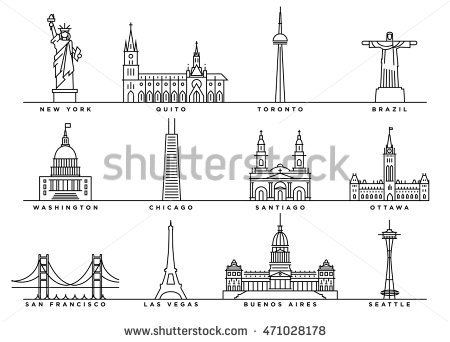 NEW YORK
QUITO
TORONTO
BRAZIL
shutterstock®
WASHINGTON
CHICAGO
SANTIAGO
OTTAWA
SAN FRANCISCO
LAS VEGAS
BUENOS AIRES
SEATTLE
www.shutterstock.com · 471028178